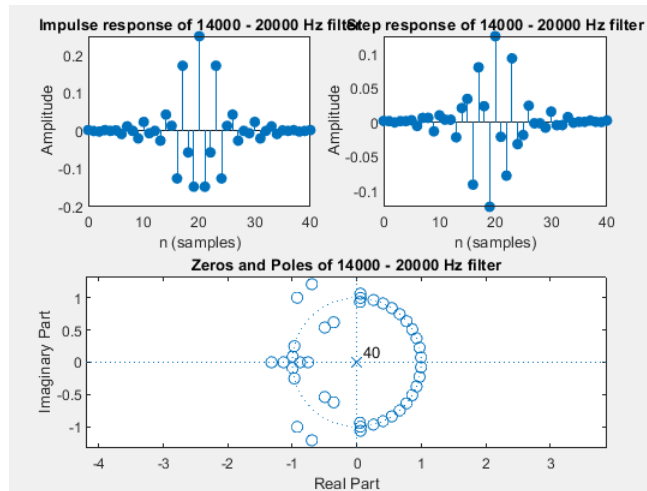 Impulse response of 14000 - 20000 Hz filter
Step response of 14000 - 20000 Hz filter
Amplitude
0.2
0.1
0
-0.1
-0.2
0 10 20 30 40
n (samples)
Amplitude
0.1
0.05
0
-0.05
-0.1
0 10 20 30 40
n (samples)
Zeros and Poles of 14000 - 20000 Hz filter
Imaginary Part
1
0.5
0
-0.5
-1
40
-4 -3 -2 -1 0 1 2 3
Real Part